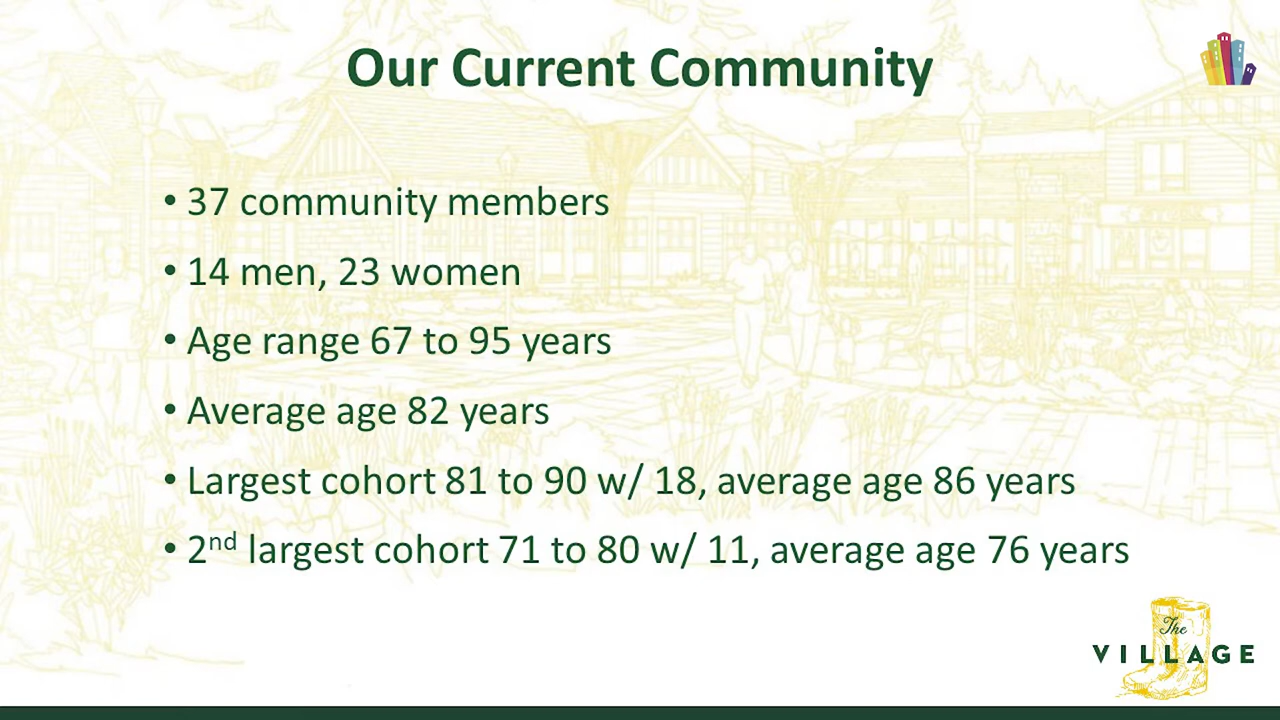 Our Current Community
• 37 community members
• 14 men, 23 women
• Age range 67 to 95 years
• Average age 82 years
• Largest cohort 81 to 90 w/ 18, average age 86 years
• 2nd largest cohort 71 to 80 w/ 11, average age 76 years
The
VILLAGE